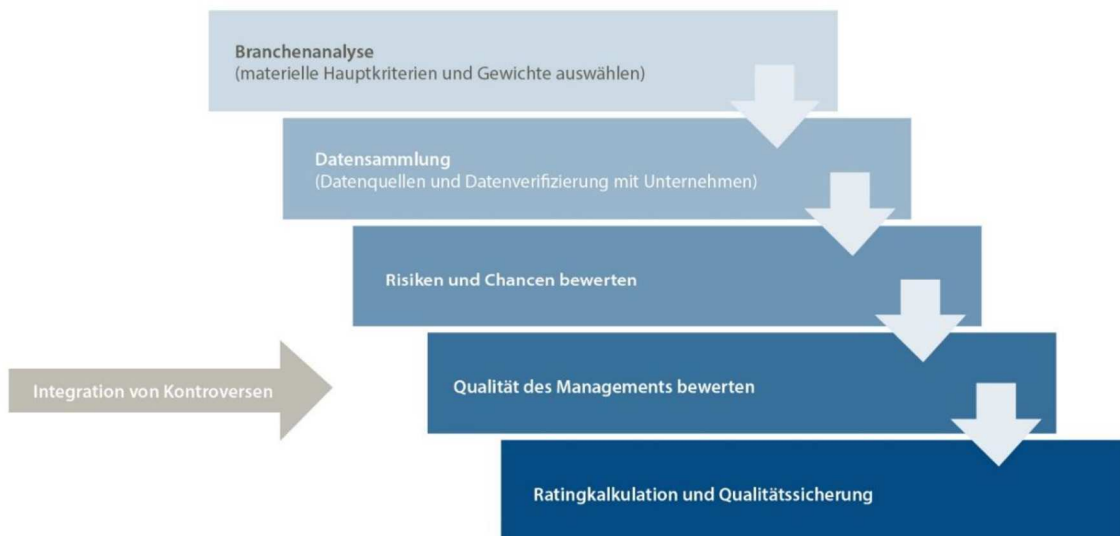 Branchenanalyse
(materielle Hauptkriterien und Gewichte auswählen)
Datensammlung
(Datenquellen und Datenverifizierung mit Unternehmen)
Risiken und Chancen bewerten
Integration von Kontroversen
Qualität des Managements bewerten
Ratingkalkulation und Qualitätssicherung